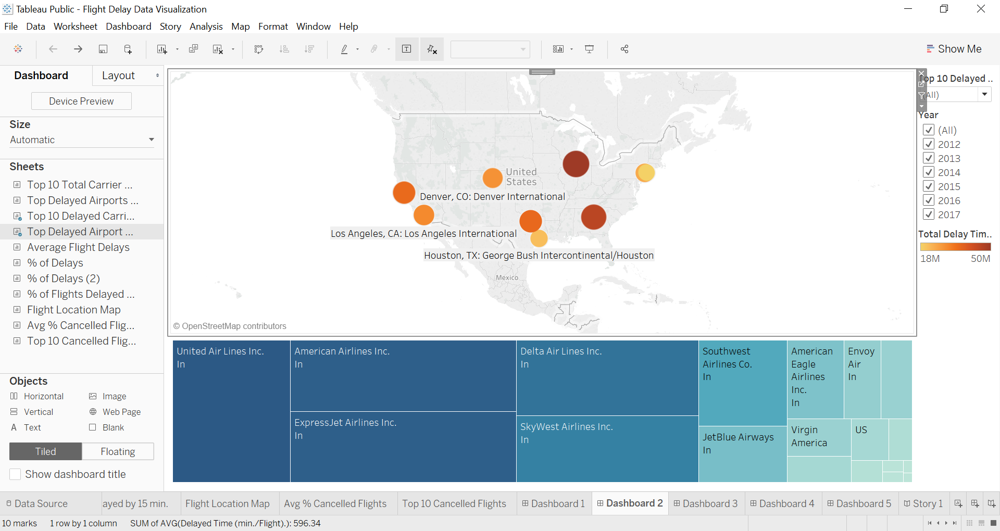 Tableau Public - Flight Delay Data Visualization
File Data Worksheet Dashboard Story Analysis Map Format Window Help
Show Me
Dashboard Layout
Device Preview
Size
Automatic
Sheets
Top 10 Total Carrier ...
Top Delayed Airports ...
Top 10 Delayed Carri...
Top Delayed Airport ...
Average Flight Delays
% of Delays
% of Delays (2)
% of Flights Delayed ...
Flight Location Map
Avg % Cancelled Flig...
Top 10 Cancelled Flig...
Objects
Horizontal Image
Vertical Web Page
A Text Blank
Tiled Floating
Show dashboard title
United
States
Denver, CO: Denver International
Los Angeles, CA: Los Angeles International
Houston, TX: George Bush Intercontinental/Houston
Mexico
© OpenStreetMap contributors
Top 10 Delayed ..
(All)
Year
(All)
2012
2013
2014
2015
2016
2017
Total Delay Tim..
18M 50M
United Air Lines Inc.
In
American Airlines Inc.
In
ExpressJet Airlines Inc.
In
Delta Air Lines Inc.
In
SkyWest Airlines Inc.
In
Southwest
Airlines Co.
In
JetBlue Airways
In
American
Eagle
Airlines
Inc.
In
Envoy
Air
In
Virgin
America
US
Data Source ayed by 15 min. Flight Location Map Avg % Cancelled Flights Top 10 Cancelled Flights Dashboard 1 Dashboard 2 Dashboard 3 Dashboard 4 Dashboard 5 Story 1
10 marks 1 row by 1 column SUM of AVG(Delayed Time (min./Flight).): 596.34